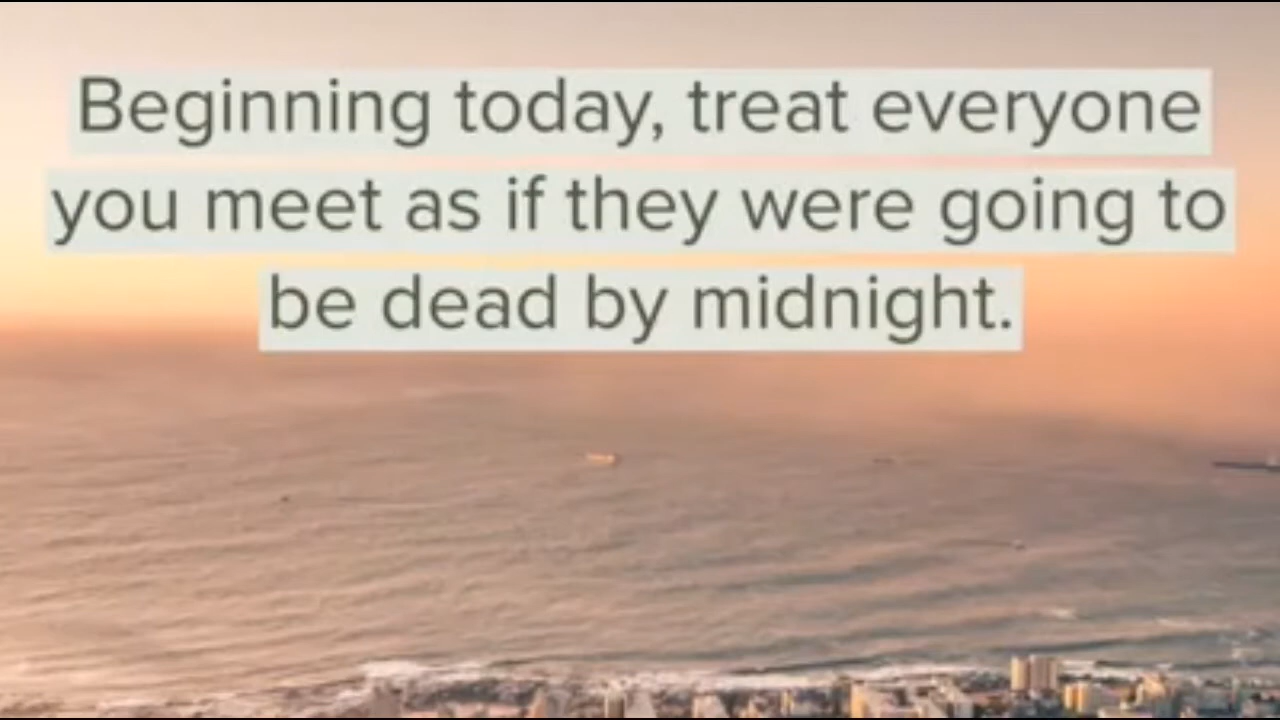 Beginning today, treat everyone
you meet as if they were going to
be dead by midnight.